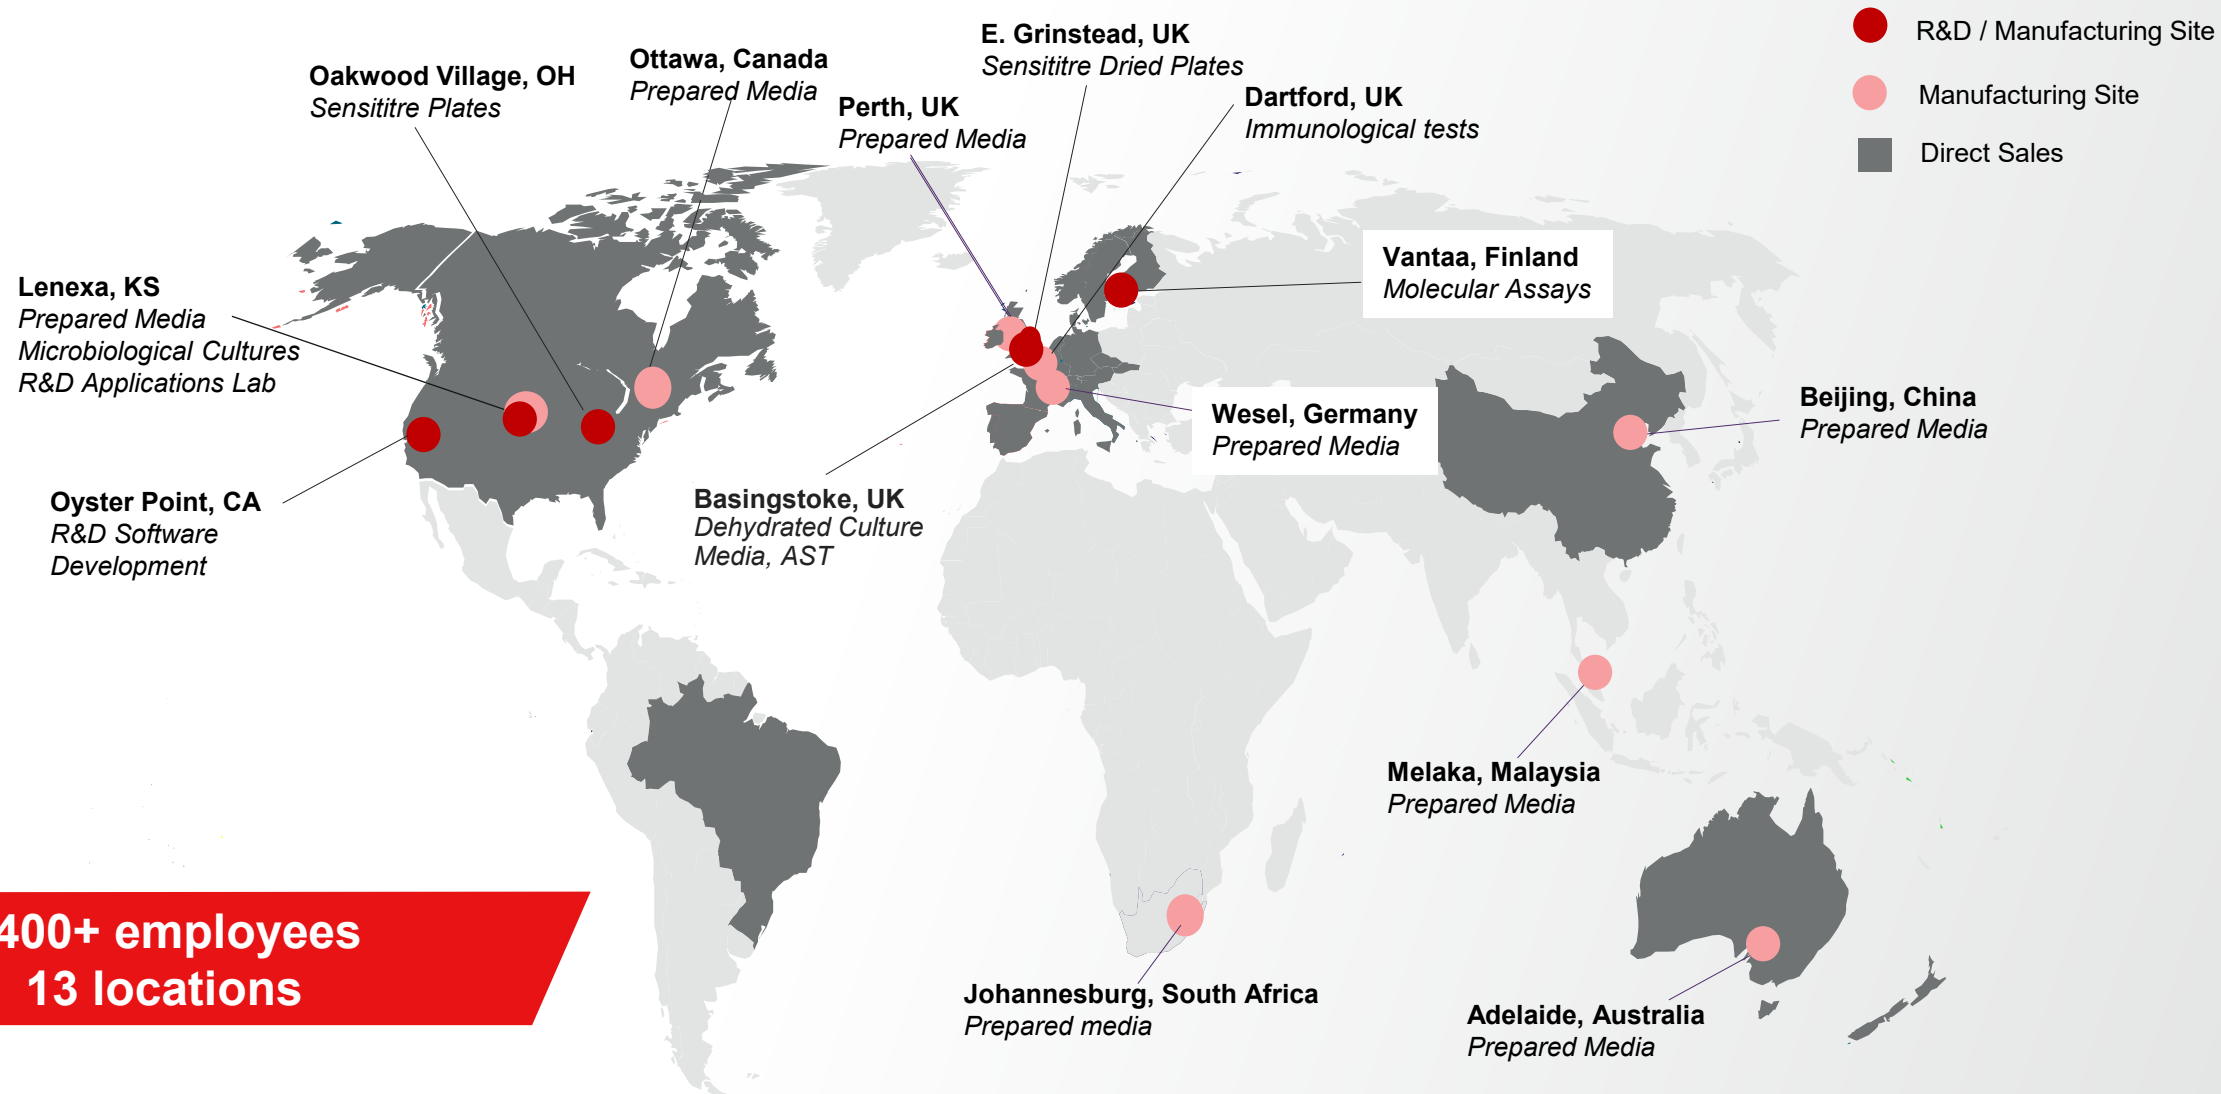 R&D / Manufacturing Site
Manufacturing Site
Direct Sales
E. Grinstead, UK
Sensititre Dried Plates
Ottawa, Canada
Prepared Media
Oakwood Village, OH
Sensititre Plates
Perth, UK
Prepared Media
Dartford, UK
Immunological tests
Vantaa, Finland
Molecular Assays
Lenexa, KS
Prepared Media
Microbiological Cultures
R&D Applications Lab
Wesel, Germany
Prepared Media
Beijing, China
Prepared Media
Oyster Point, CA
R&D Software
Development
Basingstoke, UK
Dehydrated Culture
Media, AST
Melaka, Malaysia
Prepared Media
400+ employees
13 locations
Johannesburg, South Africa
Prepared media
Adelaide, Australia
Prepared Media